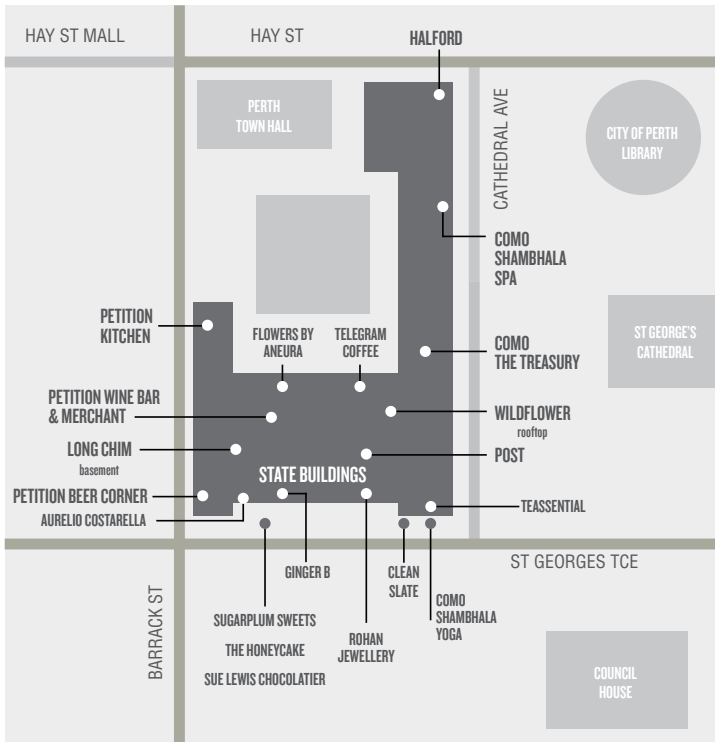 HAY ST MALL
HAY ST
HALFORD
PERTH
TOWN HALL
CATHEDRAL AVE
CITY OF PERTH
LIBRARY
COMO
SHAMBHALA
SPA
PETITION
KITCHEN
FLOWERS BY
ANEURA
TELEGRAM
COFFEE
COMO
THE TREASURY
ST GEORGE'S
CATHEDRAL
PETITION WINE BAR
& MERCHANT
WILDFLOWER
rooftop
LONG CHIM
basement
POST
STATE BUILDINGS
PETITION BEER CORNER
AURELIO COSTARELLA
TEASSENTIAL
ST GEORGES TCE
GINGER B
CLEAN
SLATE
COMO
SHAMBHALA
YOGA
BARRACK ST
SUGARPLUM SWEETS
THE HONEYCAKE
SUE LEWIS CHOCOLATIER
ROHAN
JEWELLERY
COUNCIL
HOUSE